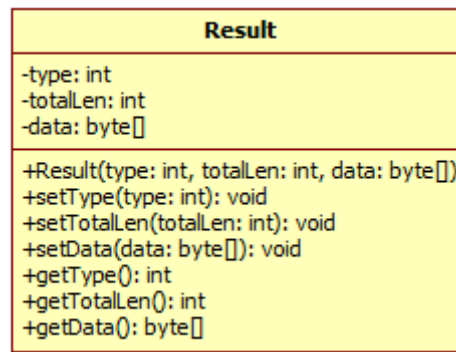 Result
-type: int
-totalLen: int
-data: byte[]
+Result(type: int, totalLen: int, data: byte[])
+setType(type: int): void
+setTotalLen(totalLen: int): void
+setData(data: byte[]): void
+getType(): int
+getTotalLen(): int
+getData(): byte[]